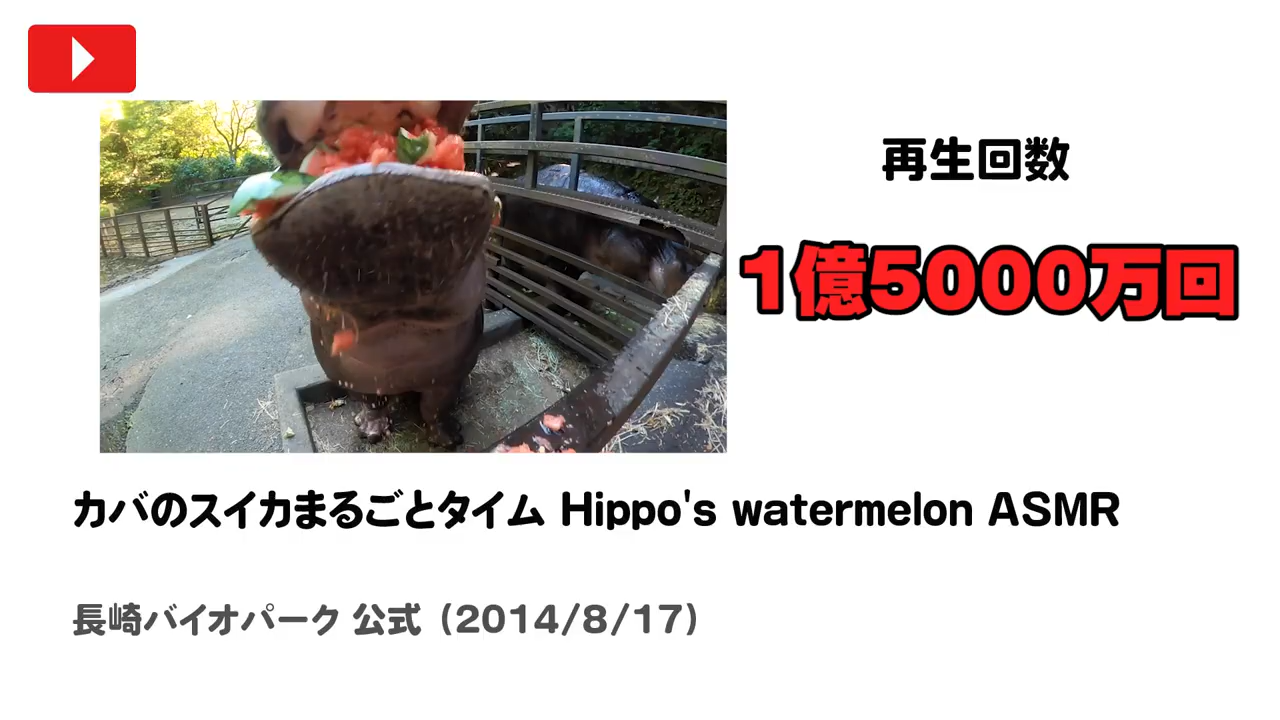 再生回数
1億5000万回
カバのスイカまるごとタイム Hippo's watermelon ASMR
長崎バイオパーク 公式（2014/8/17）